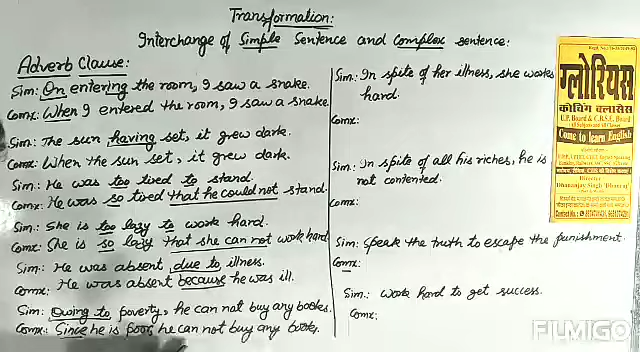 Transformation:
Interchange of Simple Sentence and Complex sentence:
Adverb Clause:
Sim: On entering the room, I saw a snake.
Comx: When I entered the room, I saw a snake.
Sim: The sun having set, it grew dark.
Comx: When the sun set, it grew dark.
Sim: He was too tired to stand.
Comx: He was so tired that he could not stand.
Sim: She is too lazy to work hard.
Comx: She is so lazy that she can not work hard.
Sim: He was absent due to illness.
Comx: He was absent because he was ill.
Sim: Owing to poverty, he can not buy any books.
Comx: Since he is poor, he can not buy any books.
Sim: In spite of her illness, she works
hard.
Comx:
Sim: In spite of all his riches, he is
not contented.
Comx:
Sim: Speak the truth to escape the punishment.
Comx:
Sim.: Work hard to get success.
Comx:
ग्लोरियस
कोचिंग क्लासेस
U.P. Board & C.B.S.E. Board
Come to learn English
Director
Dhananjay Singh 'Dhanraj'
FILMIGO